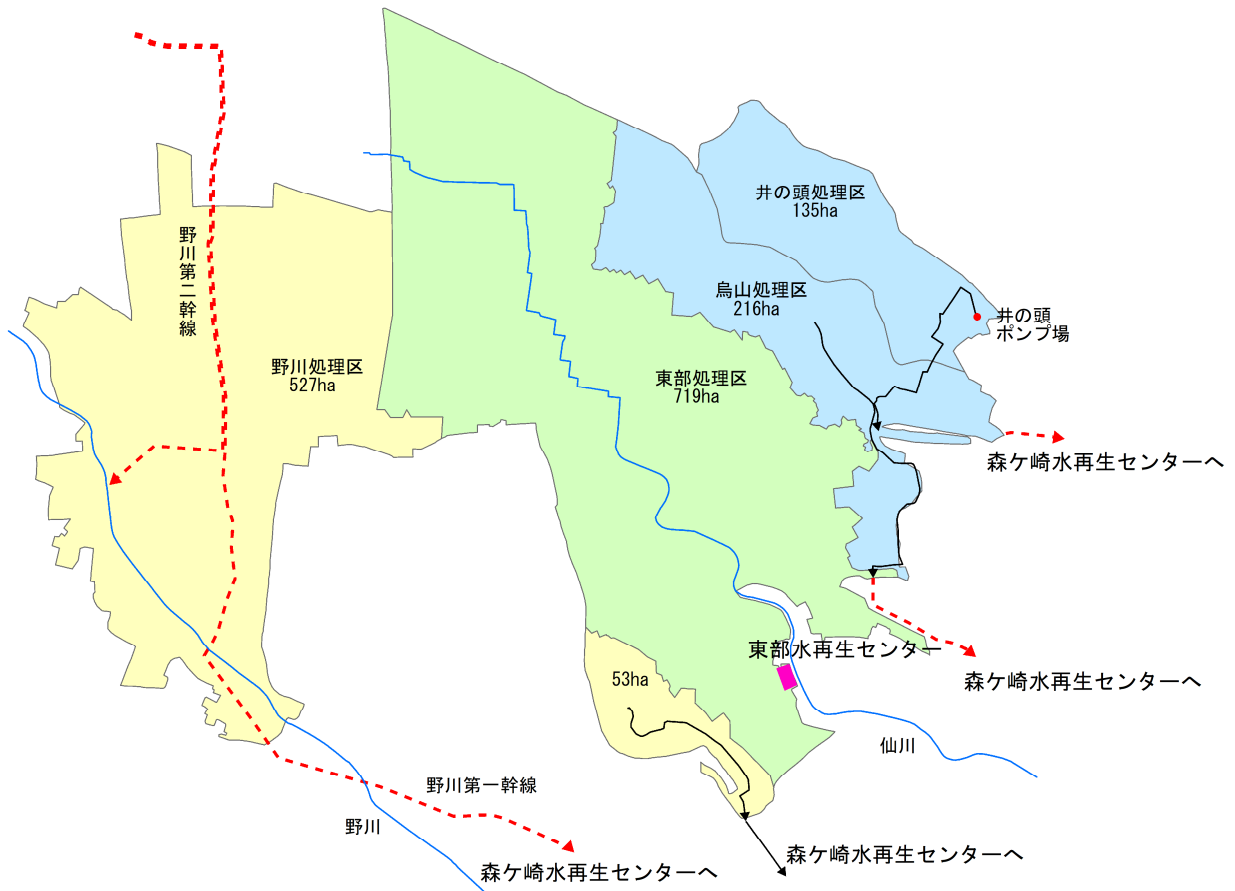 井の頭処理区
135ha
野川第二幹線
烏山処理区
216ha
井の頭
ポンプ場
野川処理区
527ha
東部処理区
719ha
森ケ崎水再生センターへ
東部水再生センター
53ha
森ケ崎水再生センターへ
仙川
野川第一幹線
野川
森ケ崎水再生センターへ
森ケ崎水再生センターへ